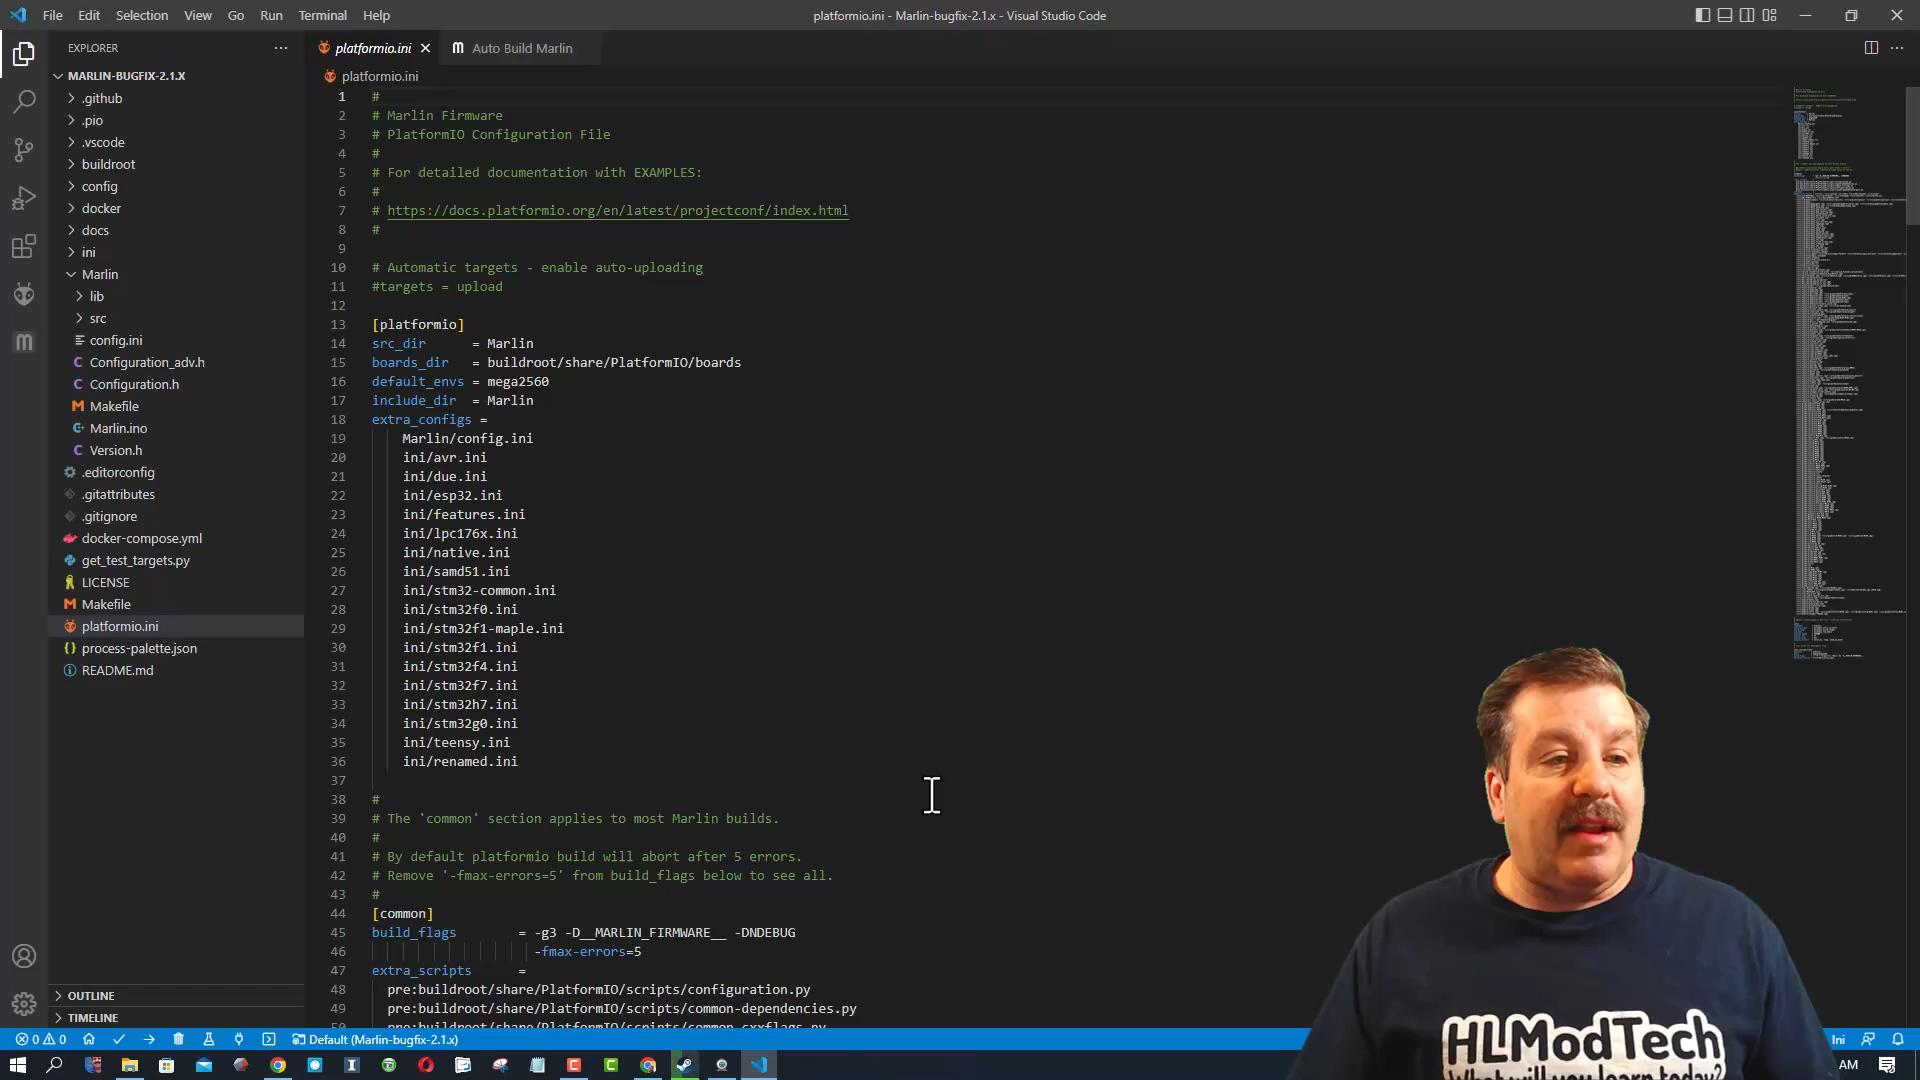 File Edit Selection View Go Run Terminal Help
platformio.ini - Marlin-bugfix-2.1.x - Visual Studio Code
EXPLORER
MARLIN-BUGFIX-2.1.X
.github
.pio
.vscode
buildroot
config
docker
docs
ini
Marlin
lib
src
config.ini
Configuration_adv.h
Configuration.h
Makefile
Marlin.ino
Version.h
.editorconfig
.gitattributes
.gitignore
docker-compose.yml
get_test_targets.py
LICENSE
Makefile
platformio.ini
process-palette.json
README.md
OUTLINE
TIMELINE
platformio.ini Auto Build Marlin
platformio.ini
1 #
2 # Marlin Firmware
3 # PlatformIO Configuration File
4 #
5 # For detailed documentation with EXAMPLES:
6 #
7 # https://docs.platformio.org/en/latest/projectconf/index.html
8 #
9
10 # Automatic targets - enable auto-uploading
11 #targets = upload
12
13 [platformio]
14 src_dir = Marlin
15 boards_dir = buildroot/share/PlatformIO/boards
16 default_envs = mega2560
17 include_dir = Marlin
18 extra_configs =
19 Marlin/config.ini
20 ini/avr.ini
21 ini/due.ini
22 ini/esp32.ini
23 ini/features.ini
24 ini/lpc176x.ini
25 ini/native.ini
26 ini/samd51.ini
27 ini/stm32-common.ini
28 ini/stm32f0.ini
29 ini/stm32f1-maple.ini
30 ini/stm32f1.ini
31 ini/stm32f4.ini
32 ini/stm32f7.ini
33 ini/stm32h7.ini
34 ini/stm32g0.ini
35 ini/teensy.ini
36 ini/renamed.ini
37
38 #
39 # The 'common' section applies to most Marlin builds.
40 #
41 # By default platformio build will abort after 5 errors.
42 # Remove '-fmax-errors=5' from build_flags below to see all.
43 #
44 [common]
45 build_flags = -g3 -D__MARLIN_FIRMWARE__ -DNDEBUG
46 -fmax-errors=5
47 extra_scripts =
48 pre:buildroot/share/PlatformIO/scripts/configuration.py
49 pre:buildroot/share/PlatformIO/scripts/common-dependencies.py
50 pre:buildroot/share/PlatformIO/scripts/common-cxxflags.py
HLModTech
What will you learn today?
0 0 Default (Marlin-bugfix-2.1.x) Ini
AM